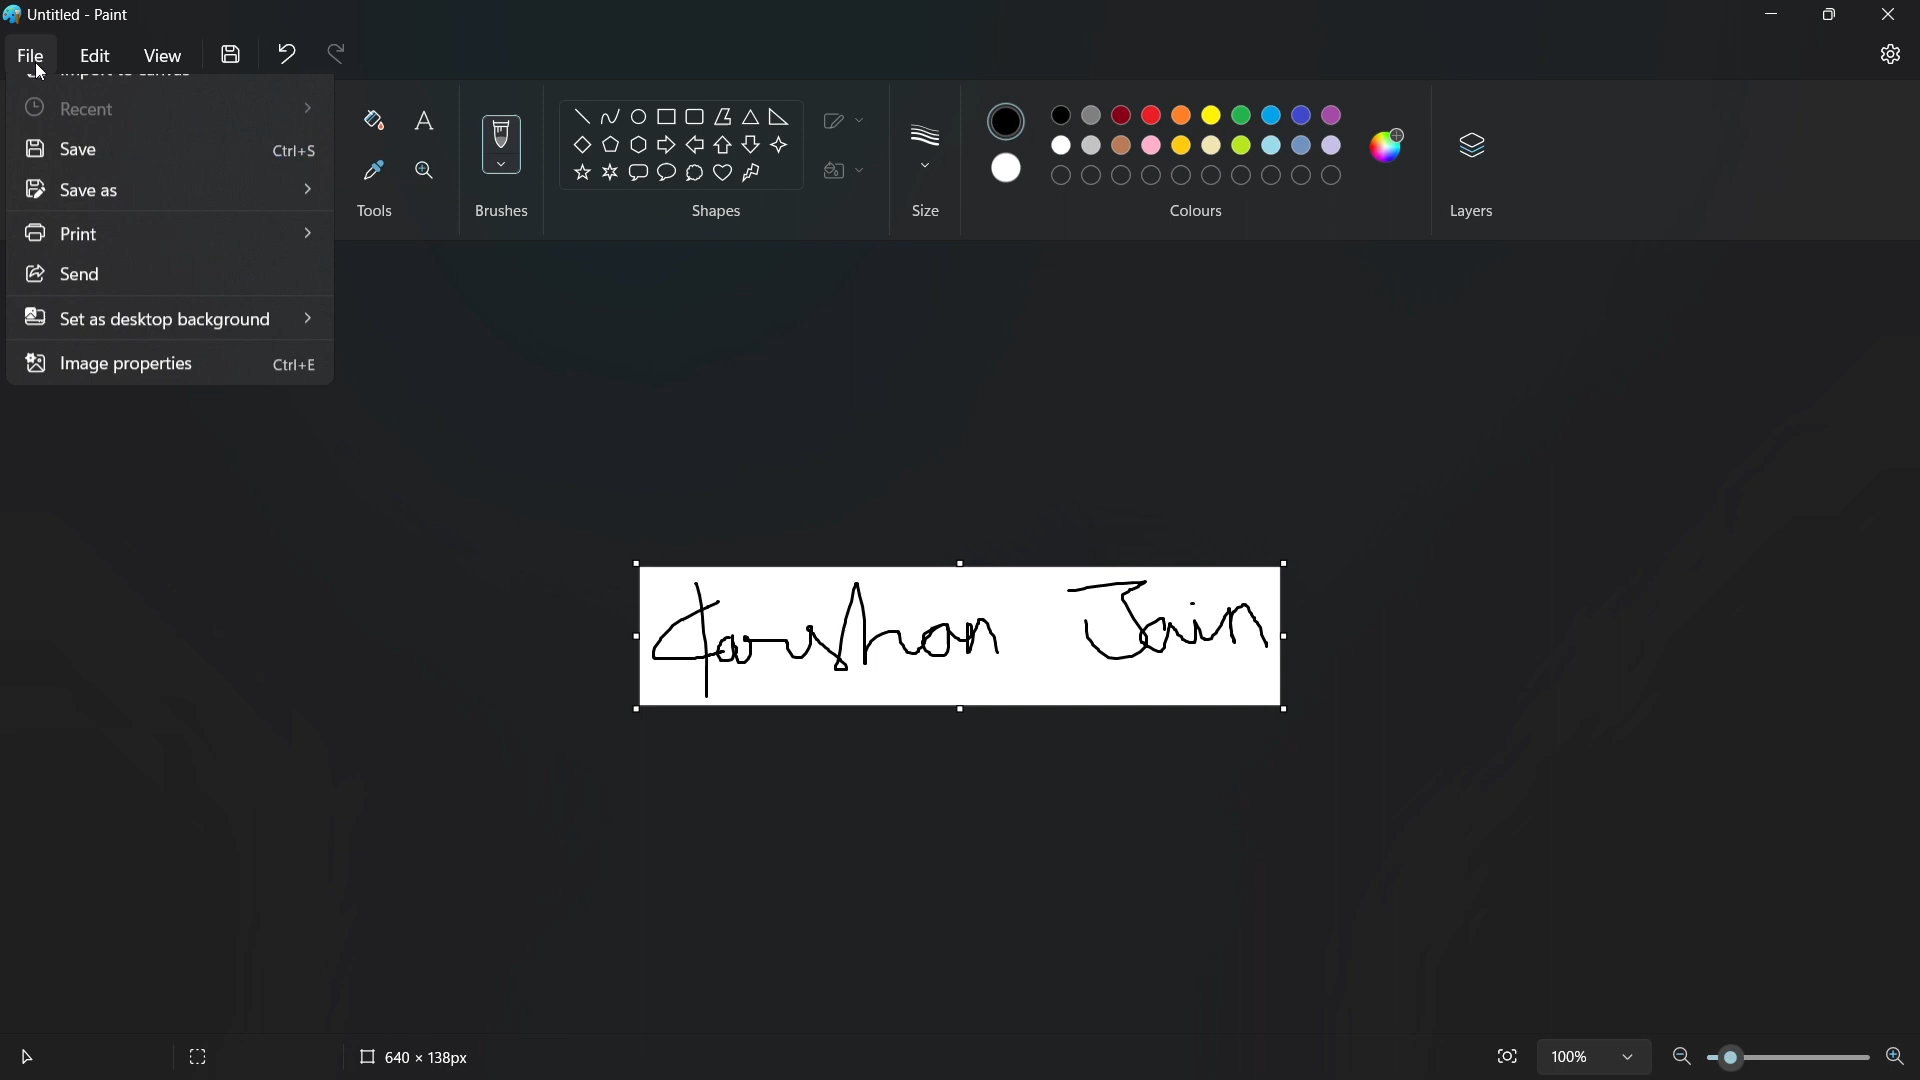 Untitled - Paint
File Edit View
Recent
Save Ctrl+S
Save as
Print
Send
Set as desktop background
Image properties Ctrl+E
Tools Brushes Shapes Size Colours Layers
Jain
640 × 138px
100%